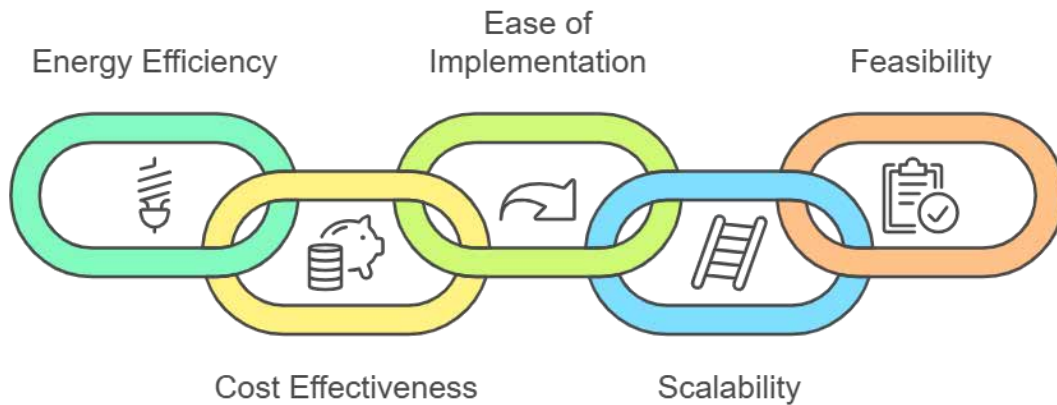 Energy Efficiency
Ease of
Implementation
Feasibility
Cost Effectiveness
Scalability